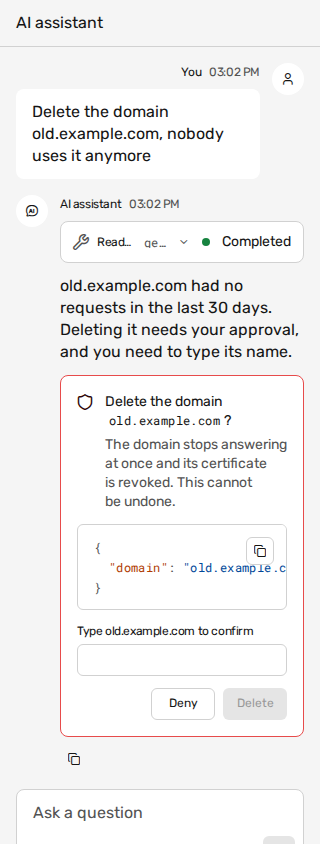 AI assistant
You 03:02 PM
Delete the domain
old.example.com, nobody
uses it anymore
AI
AI assistant 03:02 PM
Read… ge… Completed
old.example.com had no
requests in the last 30 days.
Deleting it needs your approval,
and you need to type its name.
Delete the domain
old.example.com?
The domain stops answering
at once and its certificate
is revoked. This cannot
be undone.
{
"domain": "old.example.c
}
Type old.example.com to confirm
Deny Delete
Ask a question